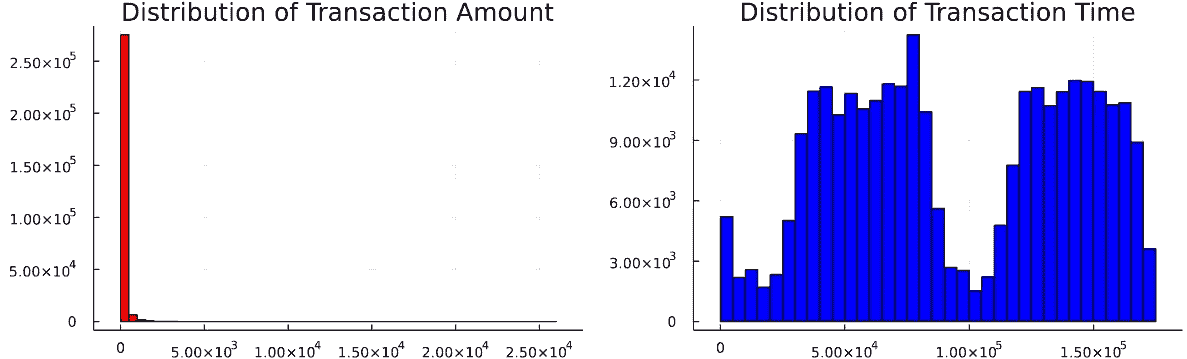 Distribution of Transaction Amount
2.50×10⁵
2.00×10⁵
1.50×10⁵
1.00×10⁵
5.00×10⁴
0
0 5.00×10³ 1.00×10⁴ 1.50×10⁴ 2.00×10⁴ 2.50×10⁴
Distribution of Transaction Time
1.20×10⁴
9.00×10³
6.00×10³
3.00×10³
0
0 5.00×10⁴ 1.00×10⁵ 1.50×10⁵